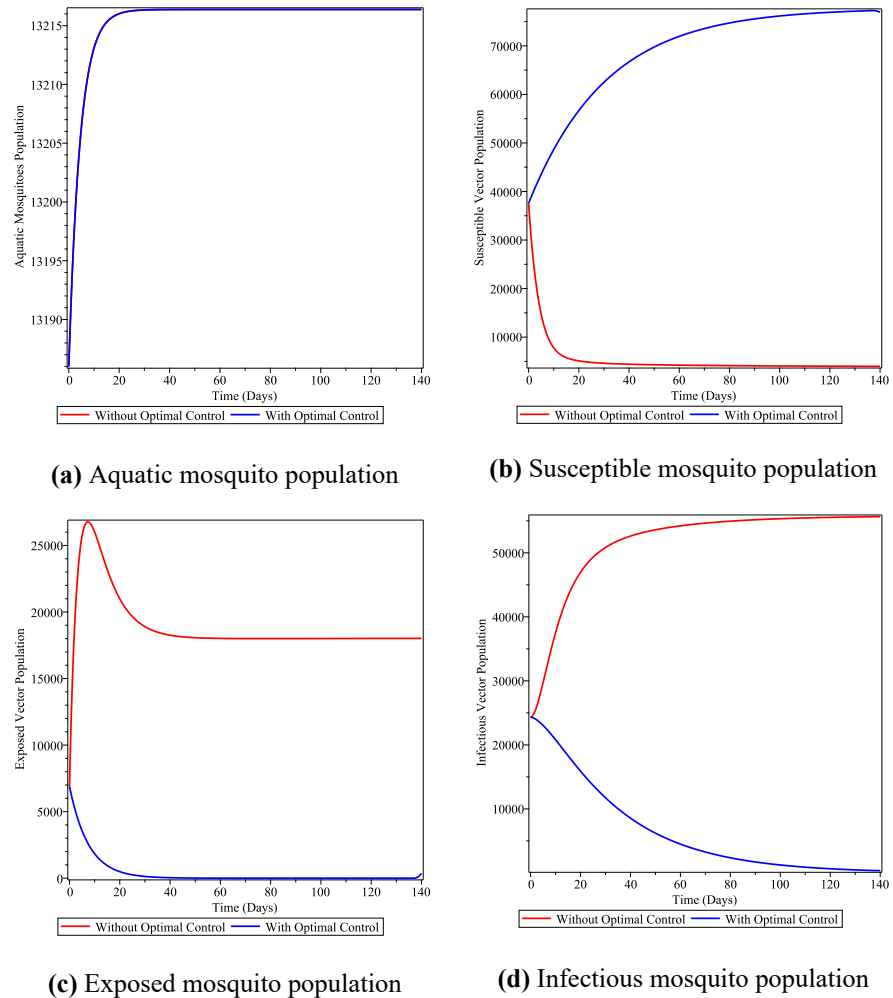 Aquatic Mosquitoes Population
13215
13210
13205
13200
13195
13190
0 20 40 60 80 100 120 140
Time (Days)
Without Optimal Control With Optimal Control
(a) Aquatic mosquito population
Susceptible Vector Population
70000
60000
50000
40000
30000
20000
10000
0 20 40 60 80 100 120 140
Time (Days)
Without Optimal Control With Optimal Control
(b) Susceptible mosquito population
Exposed Vector Population
25000
20000
15000
10000
5000
0
0 20 40 60 80 100 120 140
Time (Days)
Without Optimal Control With Optimal Control
(c) Exposed mosquito population
Infectious Vector Population
50000
40000
30000
20000
10000
0 20 40 60 80 100 120 140
Time (Days)
Without Optimal Control With Optimal Control
(d) Infectious mosquito population